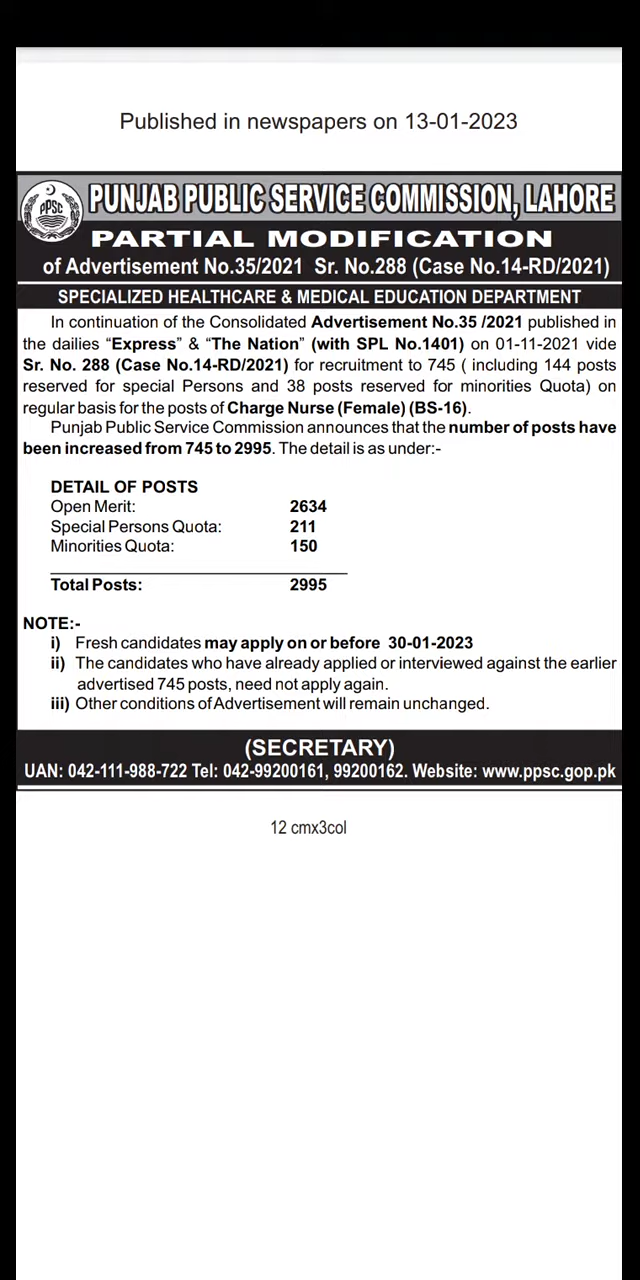 Published in newspapers on 13-01-2023
PPSC
PUNJAB PUBLIC SERVICE COMMISSION, LAHORE
PARTIAL MODIFICATION
of Advertisement No.35/2021 Sr. No.288 (Case No.14-RD/2021)
SPECIALIZED HEALTHCARE & MEDICAL EDUCATION DEPARTMENT
In continuation of the Consolidated Advertisement No.35 /2021 published in
the dailies “Express” & “The Nation” (with SPL No.1401) on 01-11-2021 vide
Sr. No. 288 (Case No.14-RD/2021) for recruitment to 745 ( including 144 posts
reserved for special Persons and 38 posts reserved for minorities Quota) on
regular basis for the posts of Charge Nurse (Female) (BS-16).
Punjab Public Service Commission announces that the number of posts have
been increased from 745 to 2995. The detail is as under:-
DETAIL OF POSTS
Open Merit: 2634
Special Persons Quota: 211
Minorities Quota: 150
Total Posts: 2995
NOTE:-
i) Fresh candidates may apply on or before 30-01-2023
ii) The candidates who have already applied or interviewed against the earlier
advertised 745 posts, need not apply again.
iii) Other conditions of Advertisement will remain unchanged.
(SECRETARY)
UAN: 042-111-988-722 Tel: 042-99200161, 99200162. Website: www.ppsc.gop.pk
12 cmx3col